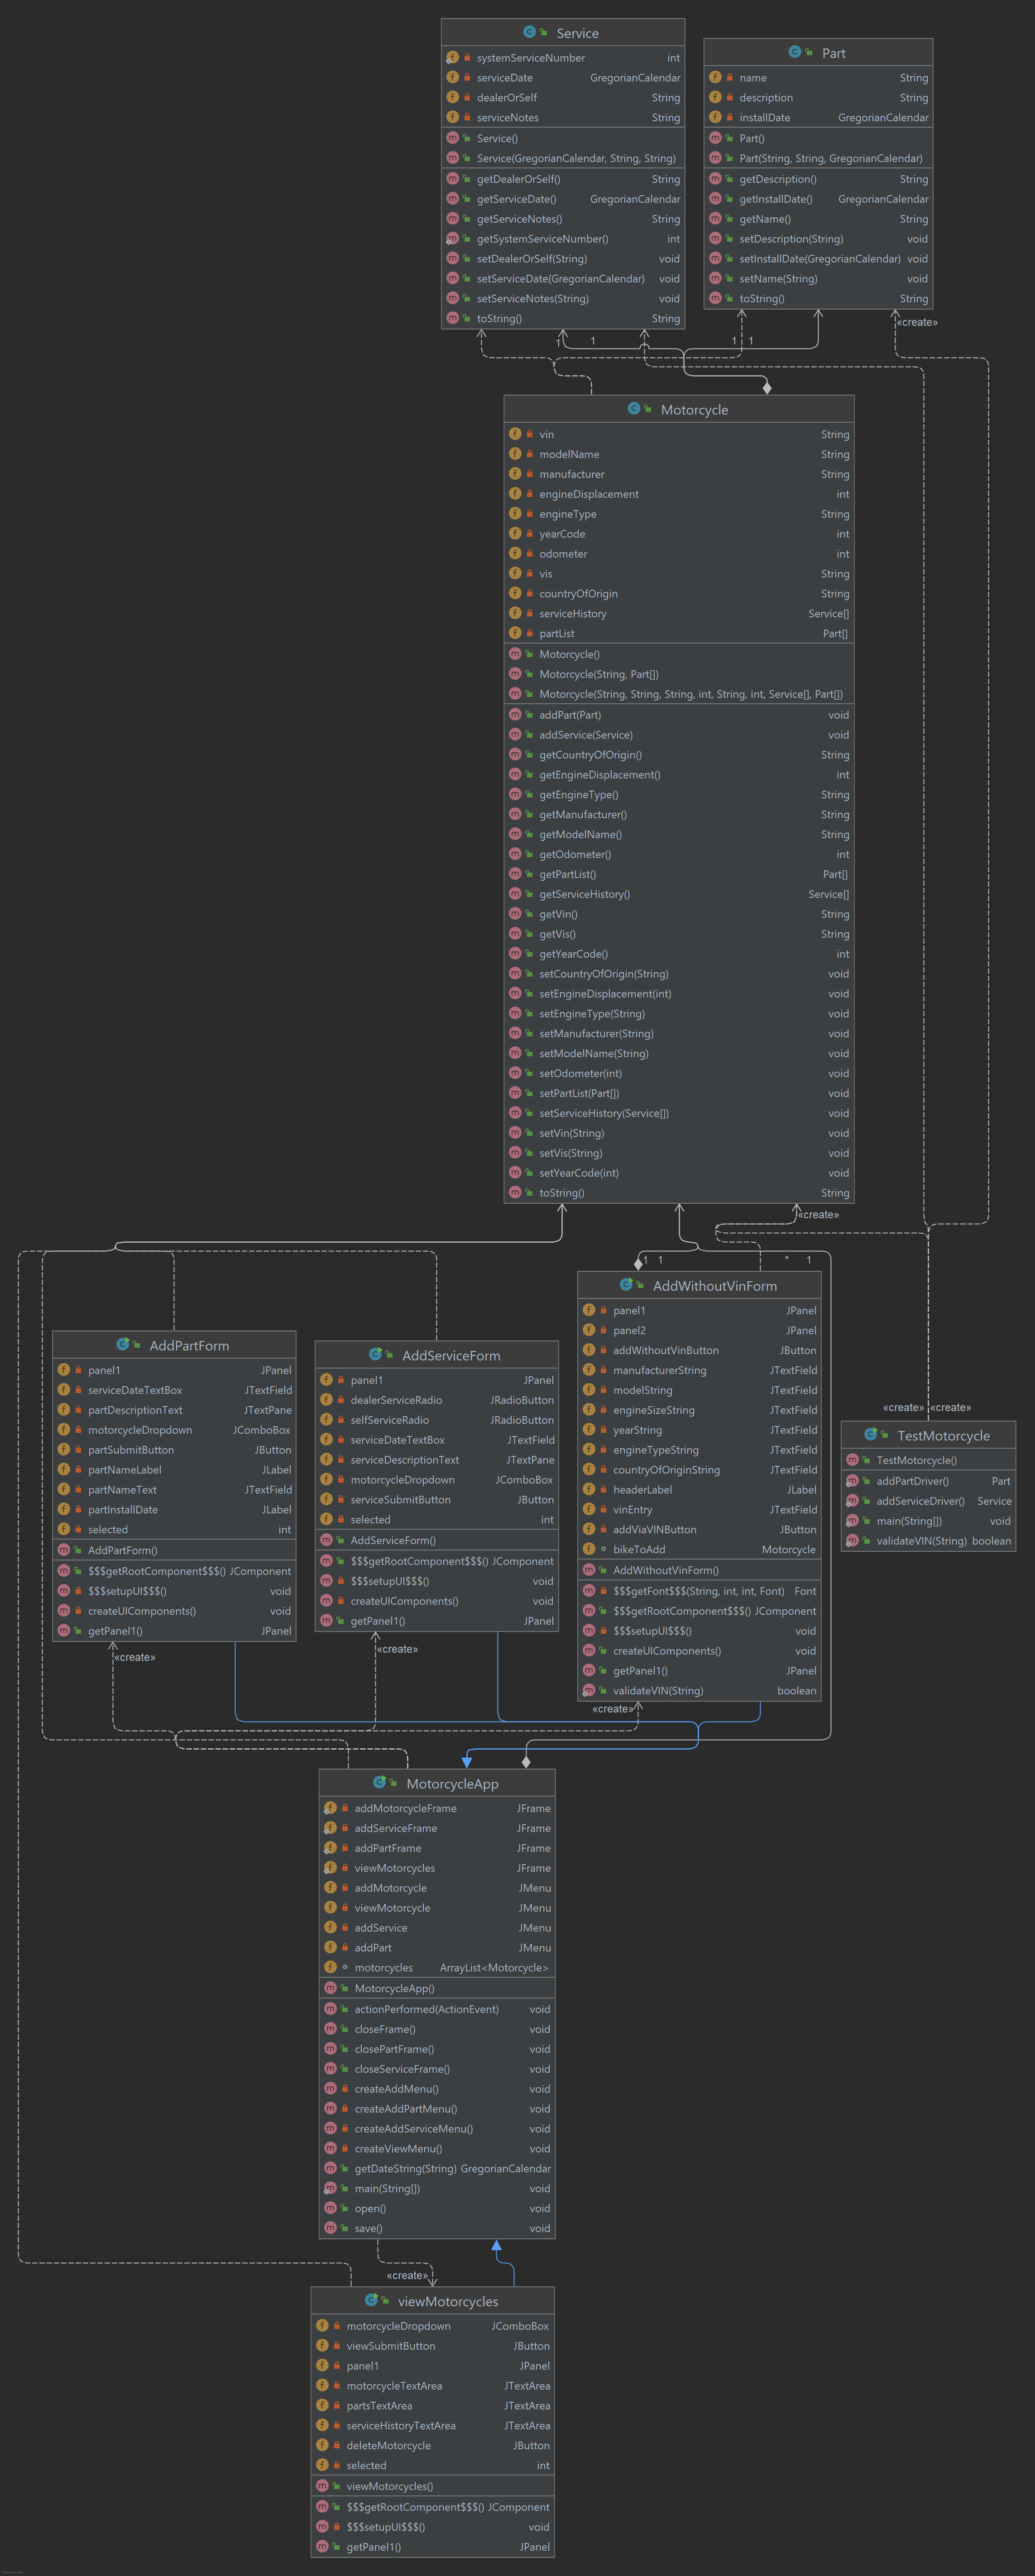 Service
systemServiceNumber int
serviceDate GregorianCalendar
dealerOrSelf String
serviceNotes String
Service()
Service(GregorianCalendar, String, String)
getDealerOrSelf() String
getServiceDate() GregorianCalendar
getServiceNotes() String
getSystemServiceNumber() int
setDealerOrSelf(String) void
setServiceDate(GregorianCalendar) void
setServiceNotes(String) void
toString() String
Part
name String
description String
installDate GregorianCalendar
Part()
Part(String, String, GregorianCalendar)
getDescription() String
getInstallDate() GregorianCalendar
getName() String
setDescription(String) void
setInstallDate(GregorianCalendar) void
setName(String) void
toString() String
«create»
1 1 1 1
Motorcycle
vin String
modelName String
manufacturer String
engineDisplacement int
engineType String
yearCode int
odometer int
vis String
countryOfOrigin String
serviceHistory Service[]
partList Part[]
Motorcycle()
Motorcycle(String, Part[])
Motorcycle(String, String, String, int, String, int, Service[], Part[])
addPart(Part) void
addService(Service) void
getCountryOfOrigin() String
getEngineDisplacement() int
getEngineType() String
getManufacturer() String
getModelName() String
getOdometer() int
getPartList() Part[]
getServiceHistory() Service[]
getVin() String
getVis() String
getYearCode() int
setCountryOfOrigin(String) void
setEngineDisplacement(int) void
setEngineType(String) void
setManufacturer(String) void
setModelName(String) void
setOdometer(int) void
setPartList(Part[]) void
setServiceHistory(Service[]) void
setVin(String) void
setVis(String) void
setYearCode(int) void
toString() String
«create»
1 1 * 1
AddPartForm
panel1 JPanel
serviceDateTextBox JTextField
partDescriptionText JTextPane
motorcycleDropdown JComboBox
partSubmitButton JButton
partNameLabel JLabel
partNameText JTextField
partInstallDate JLabel
selected int
AddPartForm()
$$$getRootComponent$$$() JComponent
$$$setupUI$$$() void
createUIComponents() void
getPanel1() JPanel
«create»
AddServiceForm
panel1 JPanel
dealerServiceRadio JRadioButton
selfServiceRadio JRadioButton
serviceDateTextBox JTextField
serviceDescriptionText JTextPane
motorcycleDropdown JComboBox
serviceSubmitButton JButton
selected int
AddServiceForm()
$$$getRootComponent$$$() JComponent
$$$setupUI$$$() void
createUIComponents() void
getPanel1() JPanel
«create»
AddWithoutVinForm
panel1 JPanel
panel2 JPanel
addWithoutVinButton JButton
manufacturerString JTextField
modelString JTextField
engineSizeString JTextField
yearString JTextField
engineTypeString JTextField
countryOfOriginString JTextField
headerLabel JLabel
vinEntry JTextField
addViaVINButton JButton
bikeToAdd Motorcycle
AddWithoutVinForm()
$$$getFont$$$(String, int, int, Font) Font
$$$getRootComponent$$$() JComponent
$$$setupUI$$$() void
createUIComponents() void
getPanel1() JPanel
validateVIN(String) boolean
«create»
«create» «create»
TestMotorcycle
TestMotorcycle()
addPartDriver() Part
addServiceDriver() Service
main(String[]) void
validateVIN(String) boolean
MotorcycleApp
addMotorcycleFrame JFrame
addServiceFrame JFrame
addPartFrame JFrame
viewMotorcycles JFrame
addMotorcycle JMenu
viewMotorcycle JMenu
addService JMenu
addPart JMenu
motorcycles ArrayList<Motorcycle>
MotorcycleApp()
actionPerformed(ActionEvent) void
closeFrame() void
closePartFrame() void
closeServiceFrame() void
createAddMenu() void
createAddPartMenu() void
createAddServiceMenu() void
createViewMenu() void
getDateString(String) GregorianCalendar
main(String[]) void
open() void
save() void
«create»
viewMotorcycles
motorcycleDropdown JComboBox
viewSubmitButton JButton
panel1 JPanel
motorcycleTextArea JTextArea
partsTextArea JTextArea
serviceHistoryTextArea JTextArea
deleteMotorcycle JButton
selected int
viewMotorcycles()
$$$getRootComponent$$$() JComponent
$$$setupUI$$$() void
getPanel1() JPanel